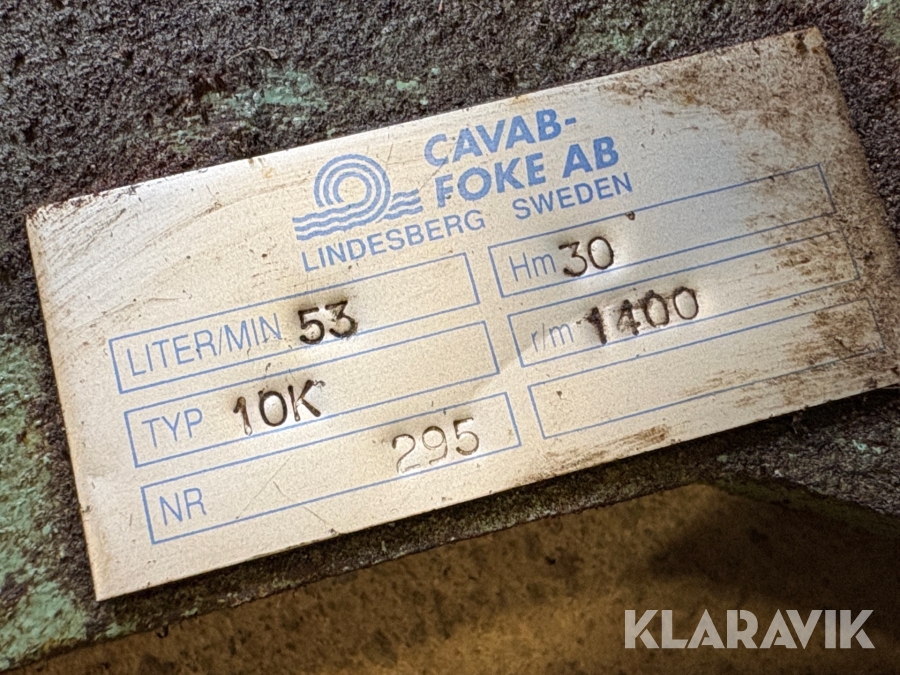 CAVAB-
FOKE AB
LINDESBERG SWEDEN
LITER/MIN 53
Hm 30
TYP 10K
r/m 1400
NR 295
KLARAVIK